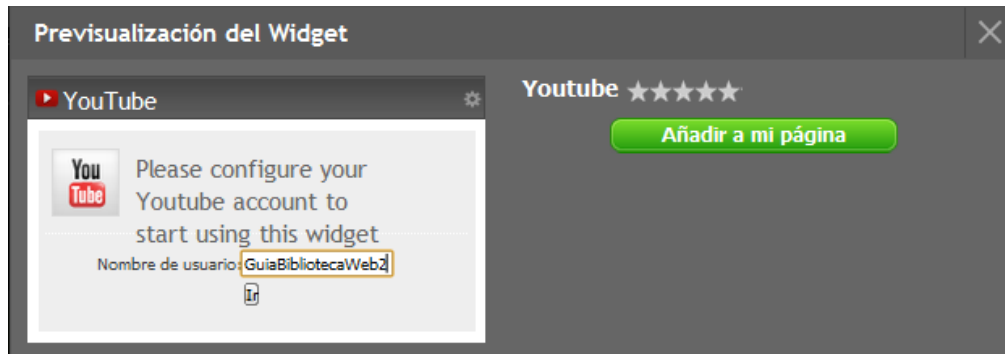 Previsualización del Widget
YouTube
You
Tube
Please configure your
Youtube account to
start using this widget
Nombre de usuario: GuiaBibliotecaWeb2
Ir
Youtube
Añadir a mi página